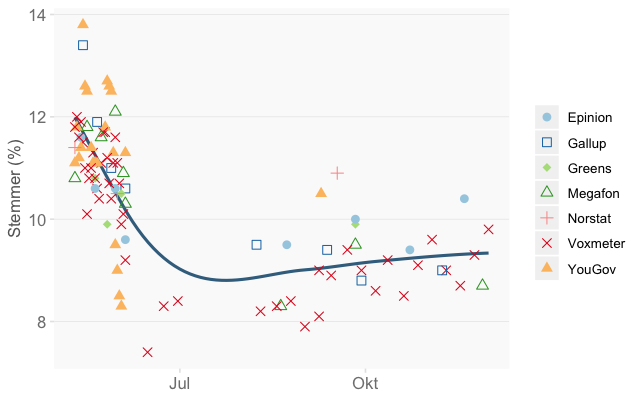 14
12
10
8
Stemmer (%)
Jul
Okt
Epinion
Gallup
Greens
Megafon
Norstat
Voxmeter
YouGov